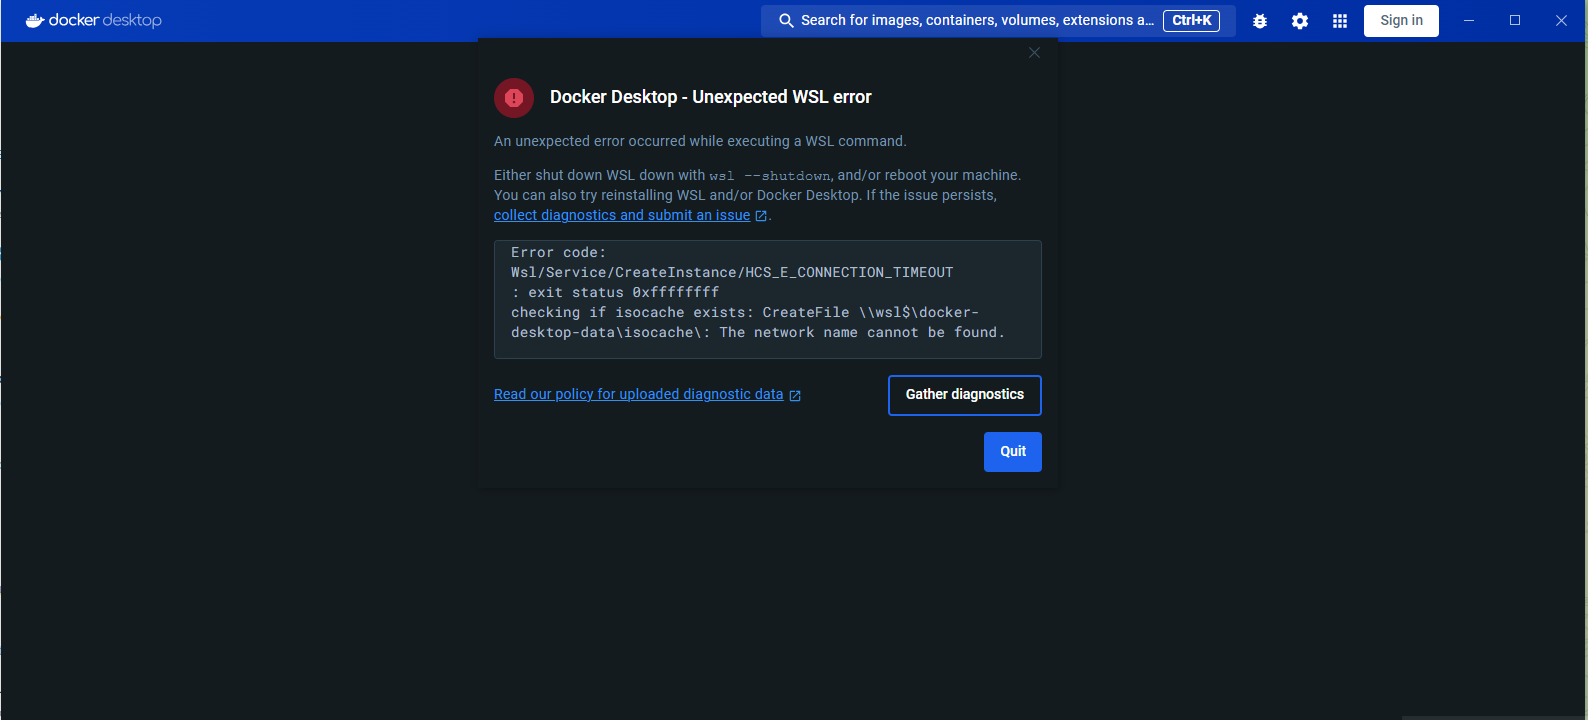 docker desktop
Search for images, containers, volumes, extensions a... Ctrl+K
Sign in
Docker Desktop - Unexpected WSL error
An unexpected error occurred while executing a WSL command.
Either shut down WSL down with wsl --shutdown, and/or reboot your machine.
You can also try reinstalling WSL and/or Docker Desktop. If the issue persists,
collect diagnostics and submit an issue.
Error code:
Wsl/Service/CreateInstance/HCS_E_CONNECTION_TIMEOUT
: exit status 0xffffffff
checking if isocache exists: CreateFile \\wsl$\docker-
desktop-data\isocache\: The network name cannot be found.
Read our policy for uploaded diagnostic data
Gather diagnostics
Quit